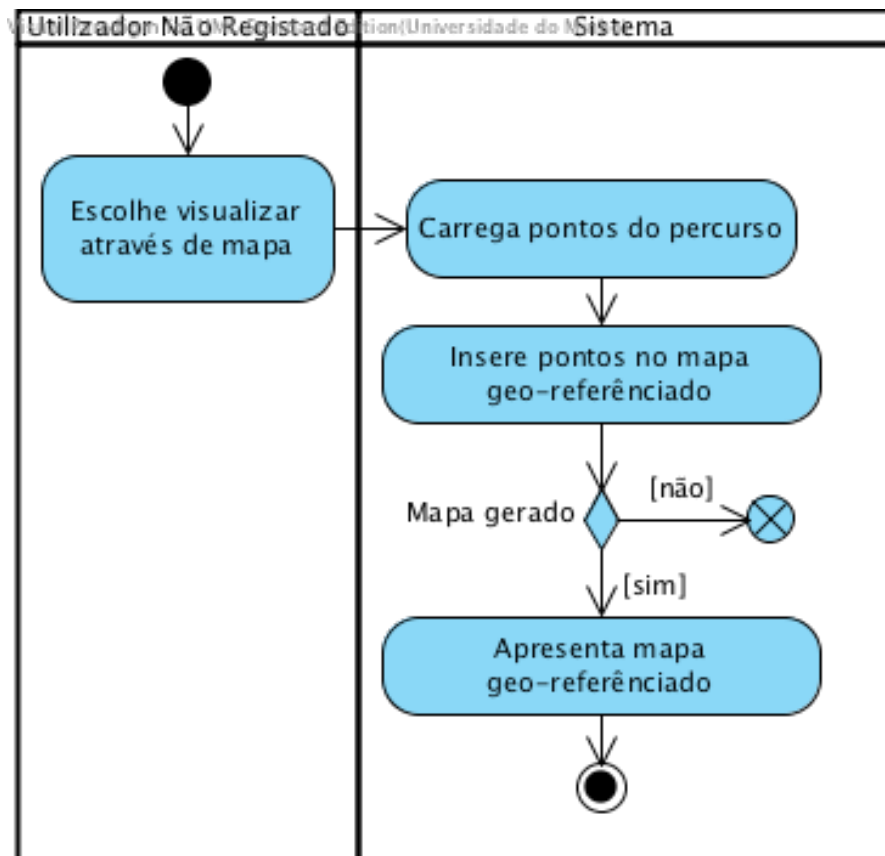 Utilizador Não Registado
Sistema
Escolhe visualizar
através de mapa
Carrega pontos do percurso
Insere pontos no mapa
geo-referênciado
Mapa gerado
[não]
[sim]
Apresenta mapa
geo-referênciado